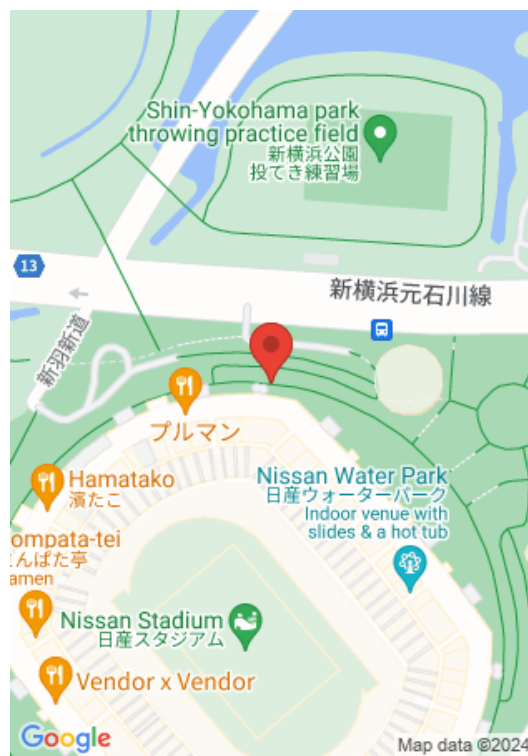 Shin-Yokohama park
throwing practice field
新横浜公園
投てき練習場
13
新横浜元石川線
新羽新道
プルマン
Hamatako
濱たこ
Nissan Water Park
日産ウォーターパーク
Indoor venue with
slides & a hot tub
ompata-tei
んぱた亭
amen
Nissan Stadium
日産スタジアム
Vendor x Vendor
Google
Map data ©2024